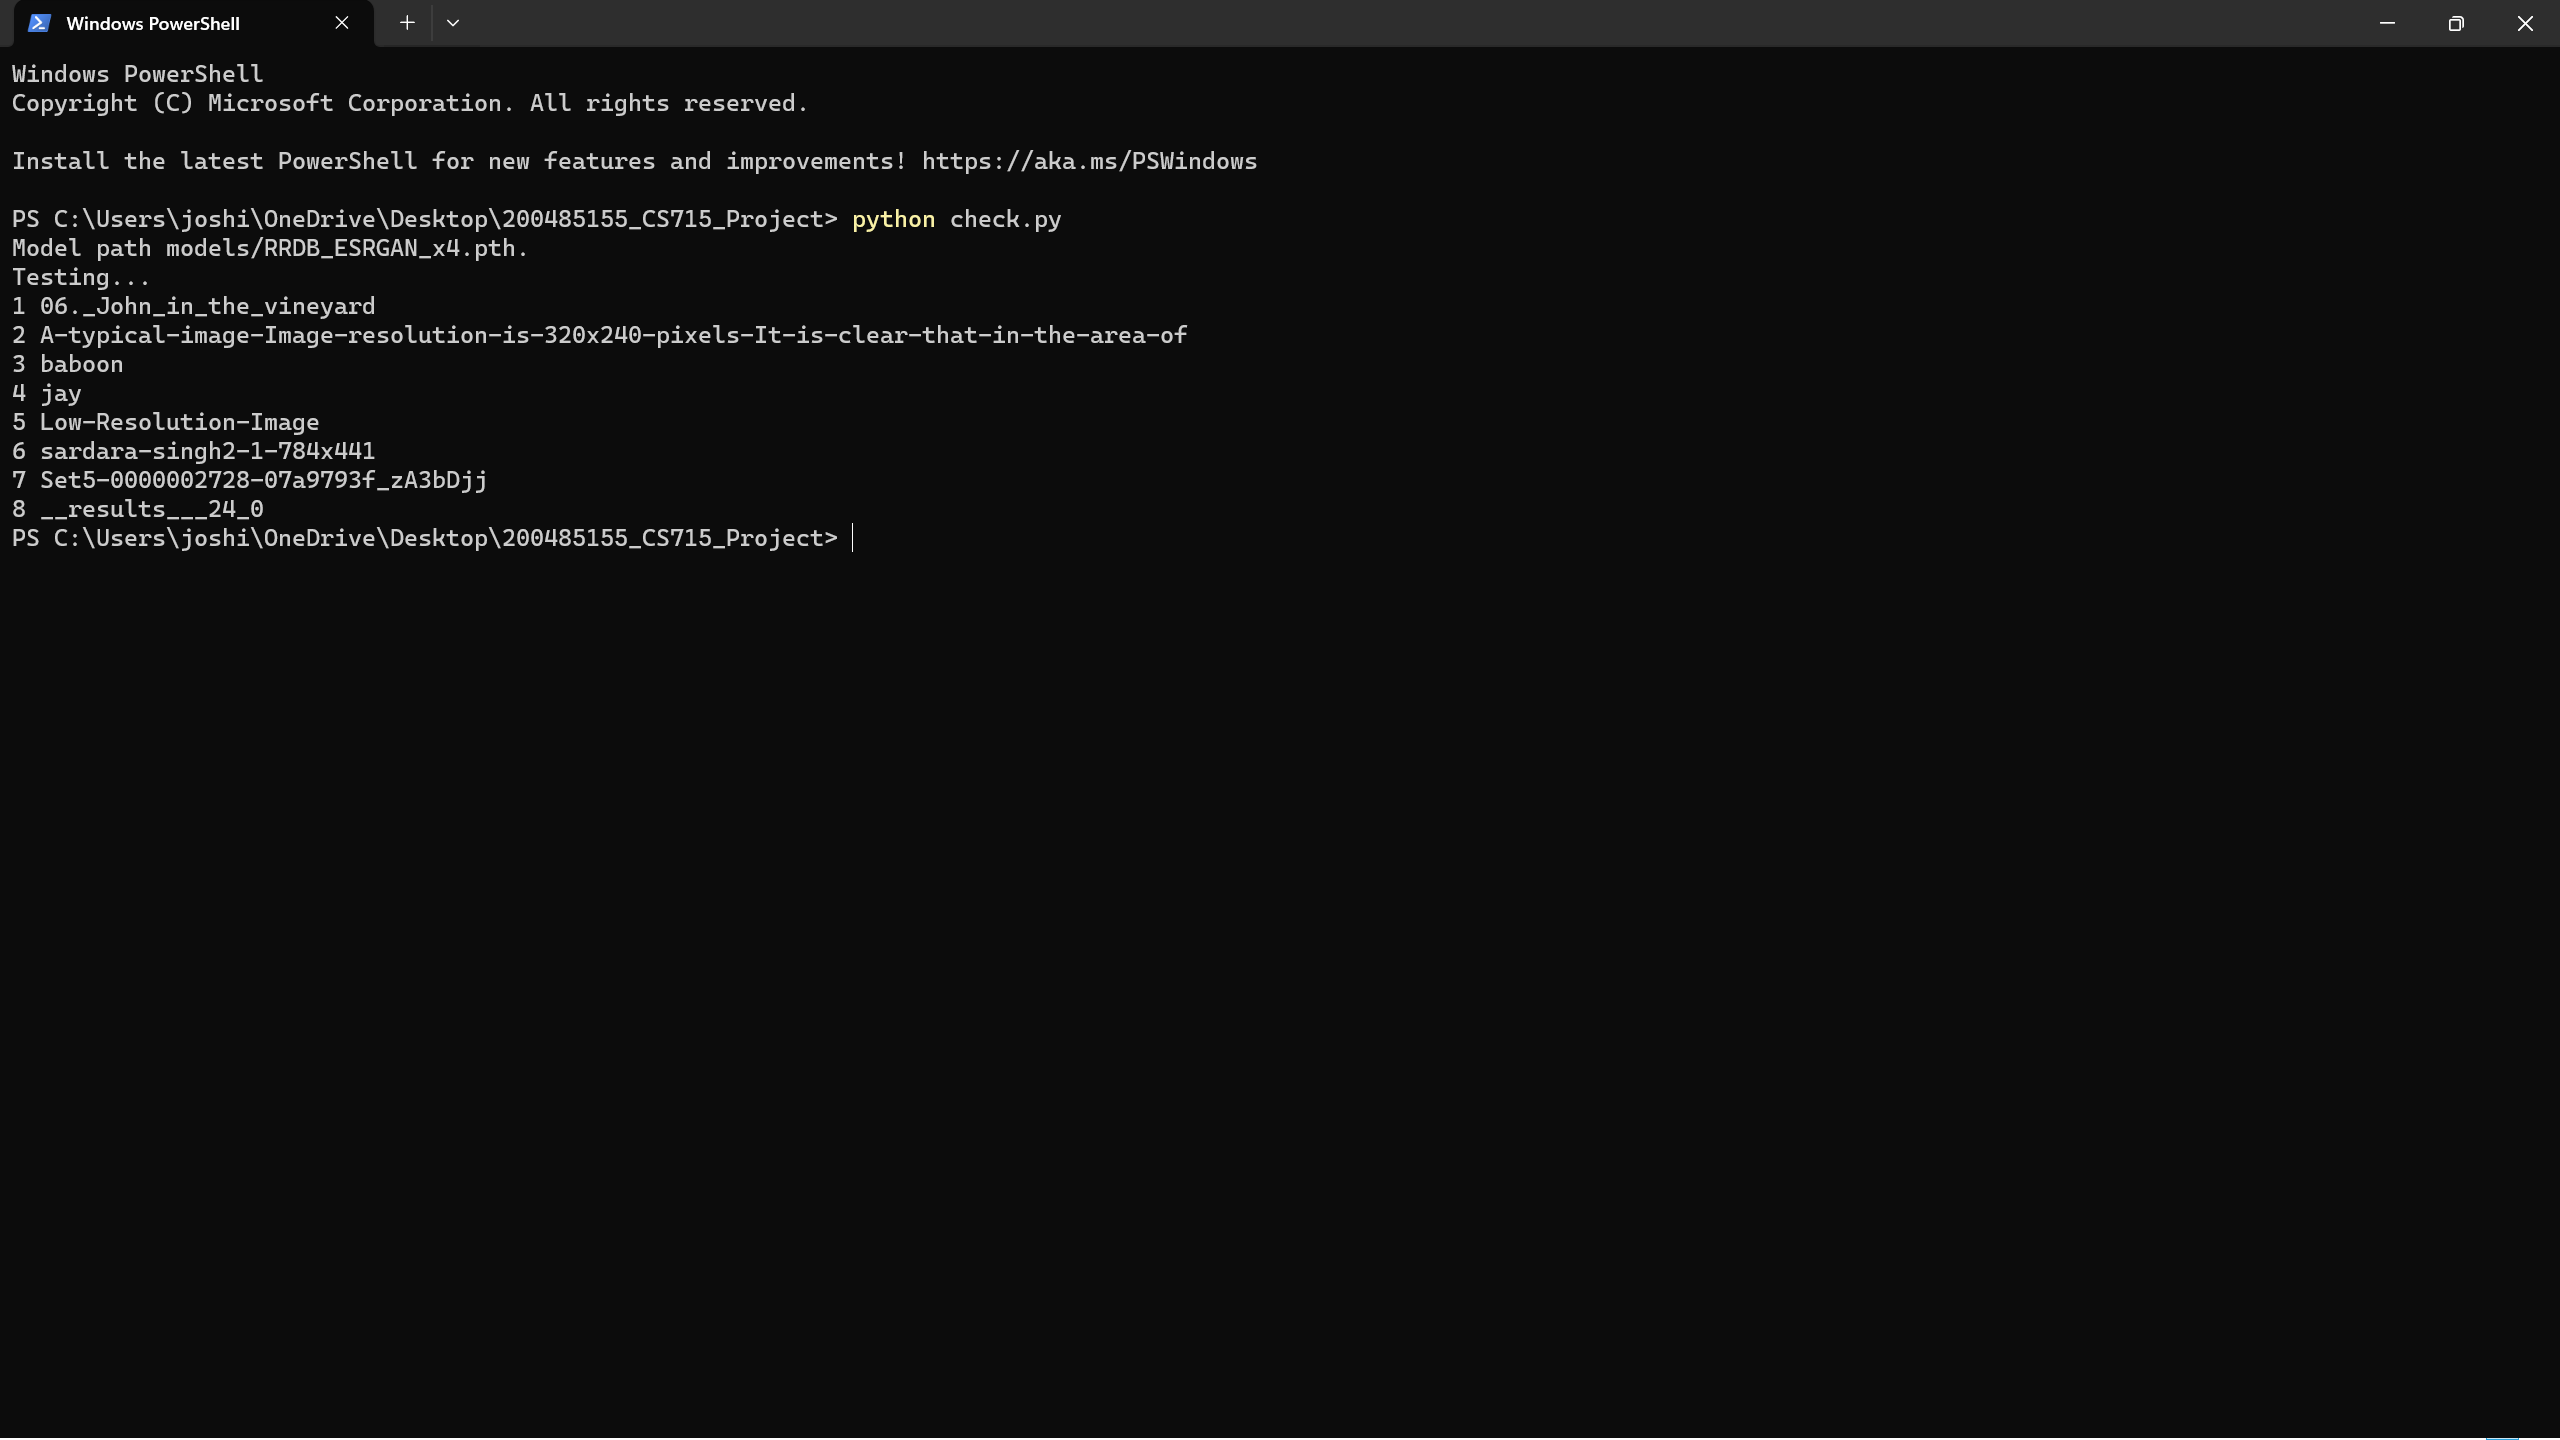 Windows PowerShell
Windows PowerShell
Copyright (C) Microsoft Corporation. All rights reserved.
Install the latest PowerShell for new features and improvements! https://aka.ms/PSWindows
PS C:\Users\joshi\OneDrive\Desktop\200485155_CS715_Project> python check.py
Model path models/RRDB_ESRGAN_x4.pth.
Testing...
1 06._John_in_the_vineyard
2 A-typical-image-Image-resolution-is-320x240-pixels-It-is-clear-that-in-the-area-of
3 baboon
4 jay
5 Low-Resolution-Image
6 sardara-singh2-1-784x441
7 Set5-0000002728-07a9793f_zA3bDjj
8 __results___24_0
PS C:\Users\joshi\OneDrive\Desktop\200485155_CS715_Project>